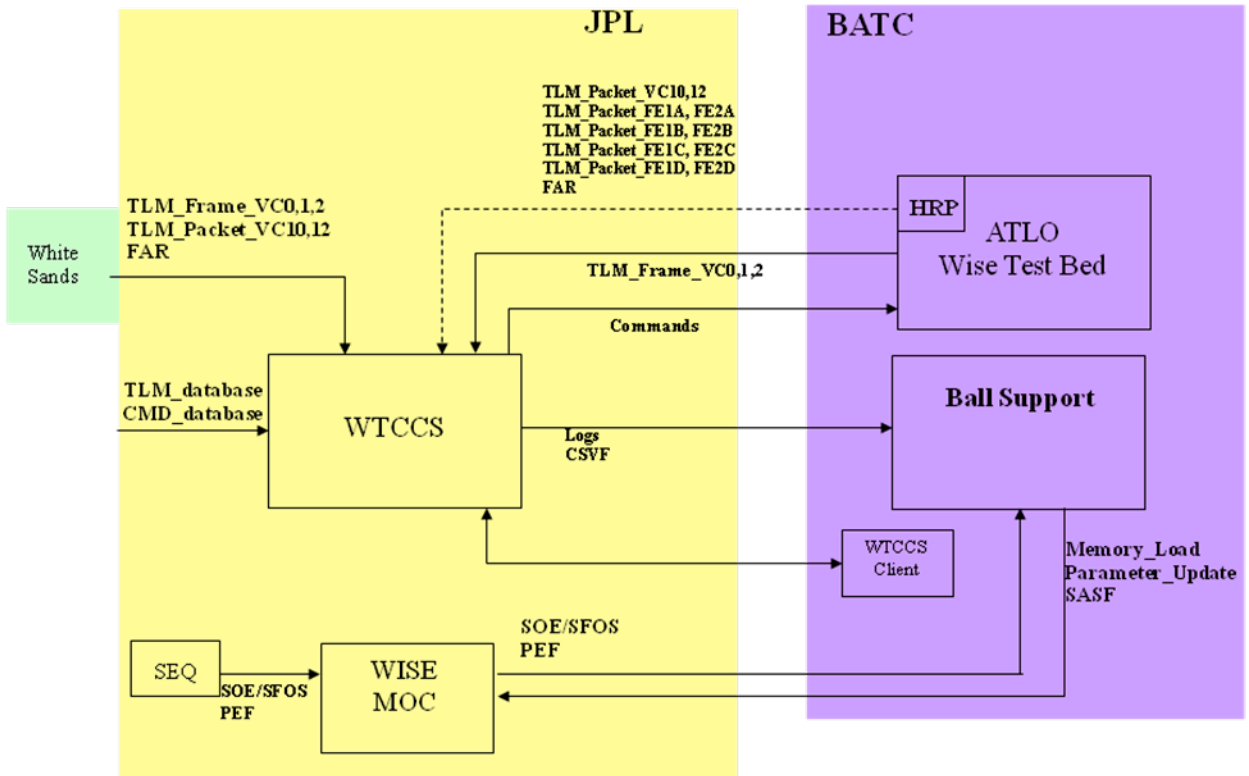 JPL
BATC
TLM_Packet_VC10,12
TLM_Packet_FE1A, FE2A
TLM_Packet_FE1B, FE2B
TLM_Packet_FE1C, FE2C
TLM_Packet_FE1D, FE2D
FAR
TLM_Frame_VC0,1,2
TLM_Packet_VC10,12
FAR
White
Sands
HRP
ATLO
Wise Test Bed
TLM_Frame_VC0,1,2
Commands
TLM_database
CMD_database
WTCCS
Logs
CSVF
Ball Support
WTCCS
Client
Memory_Load
Parameter_Update
SASF
SEQ
SOE/SFOS
PEF
WISE
MOC
SOE/SFOS
PEF